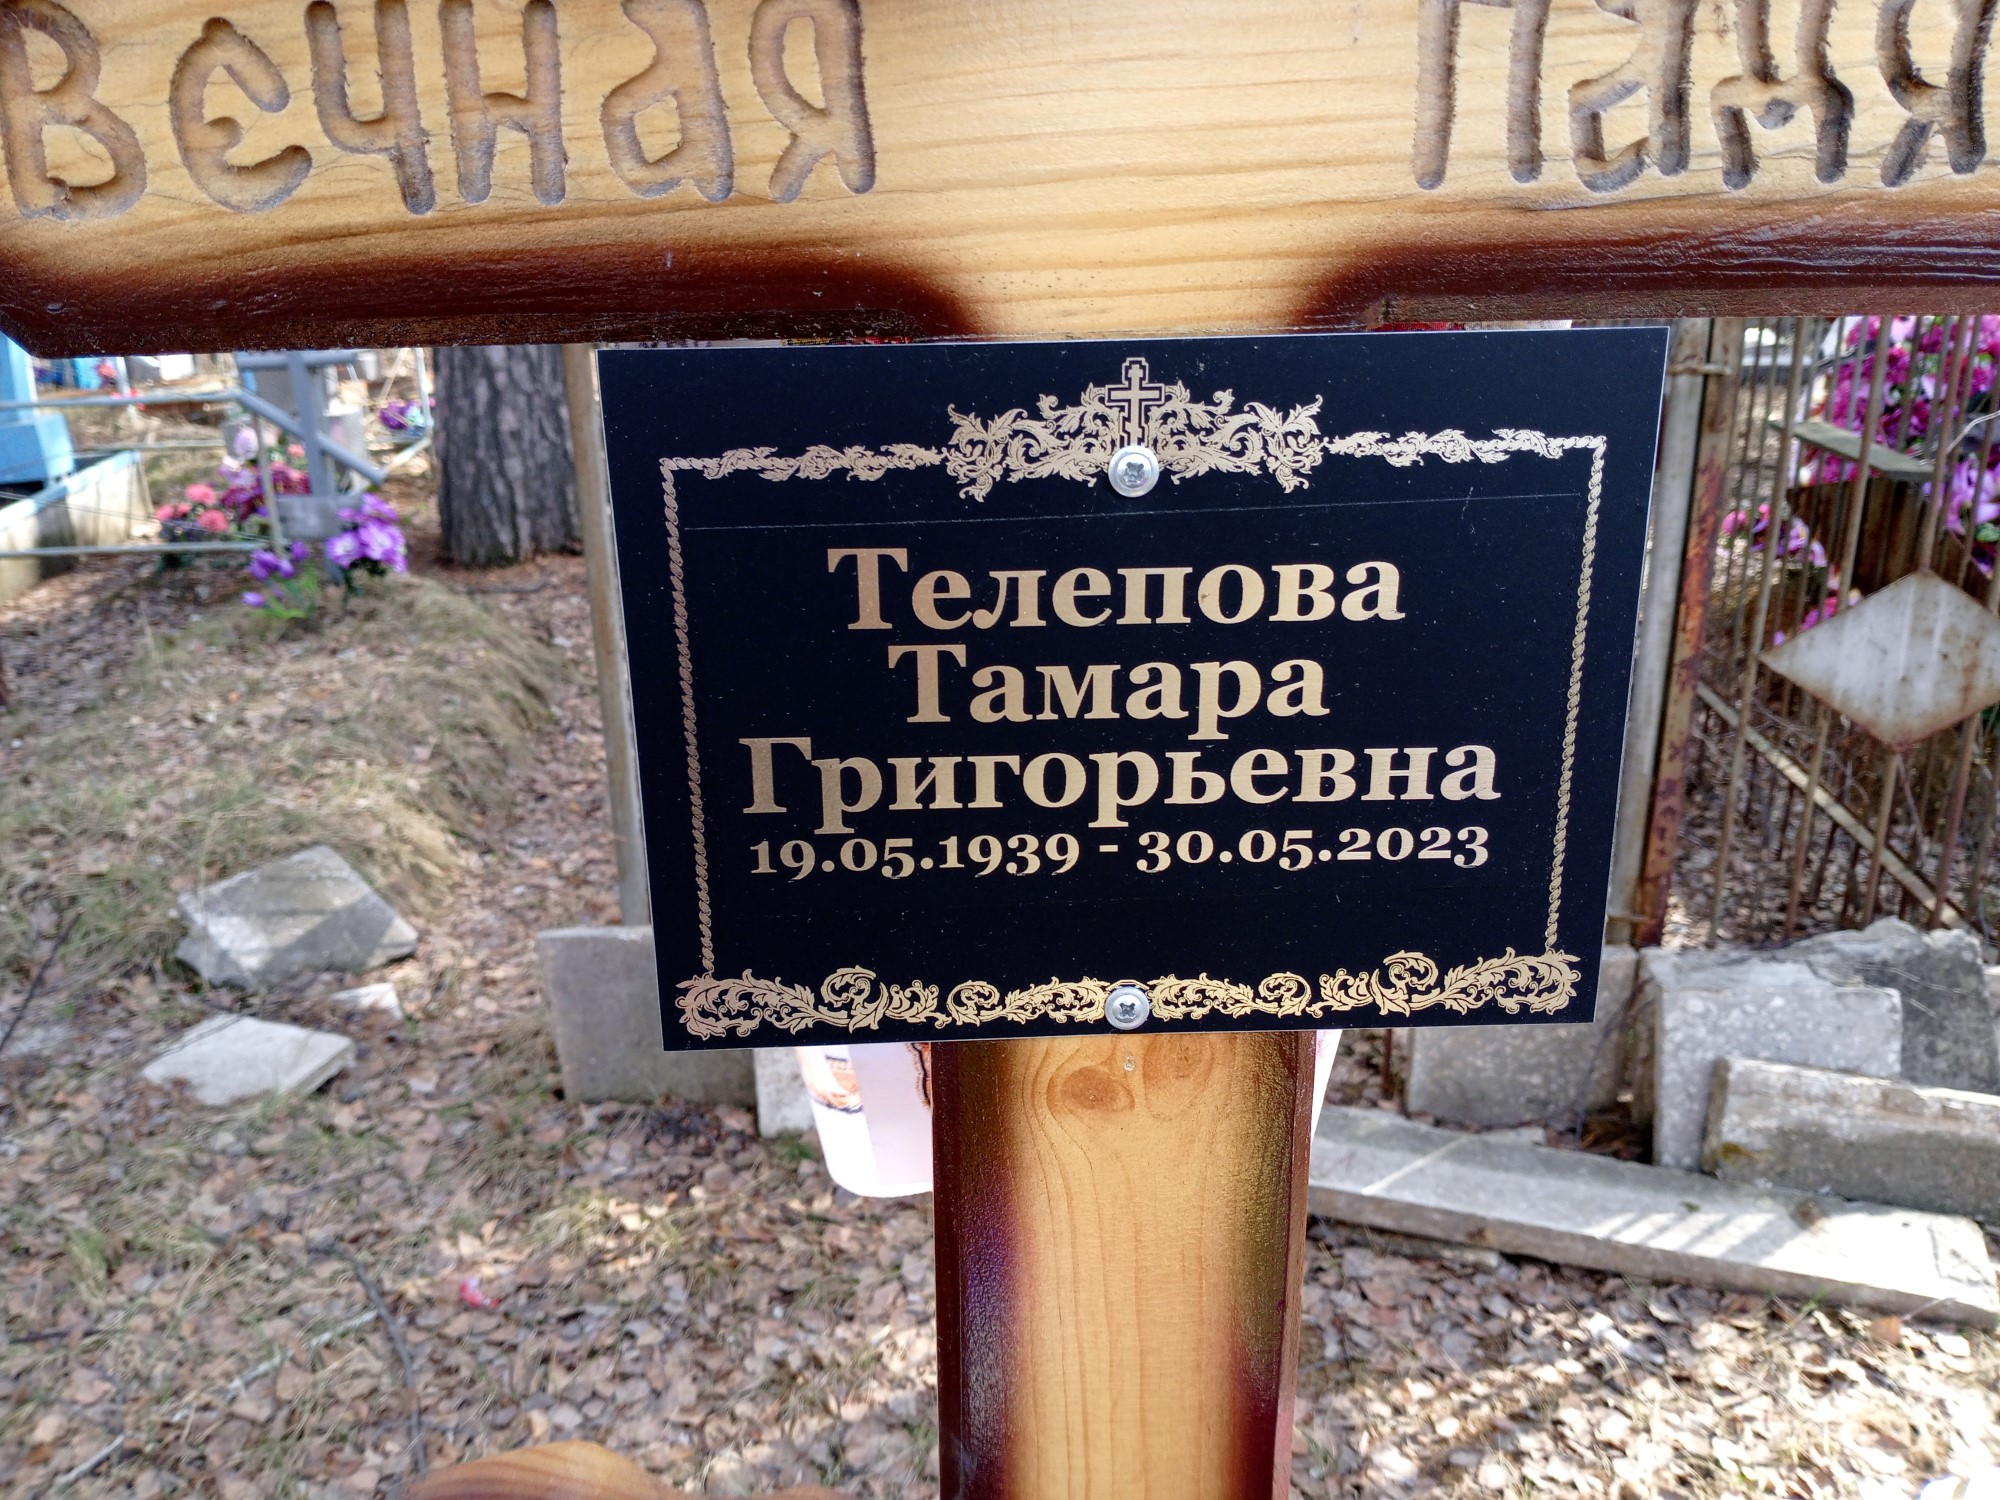 Вечная
Телепова
Тамара
Григорьевна
19.05.1939 - 30.05.2023